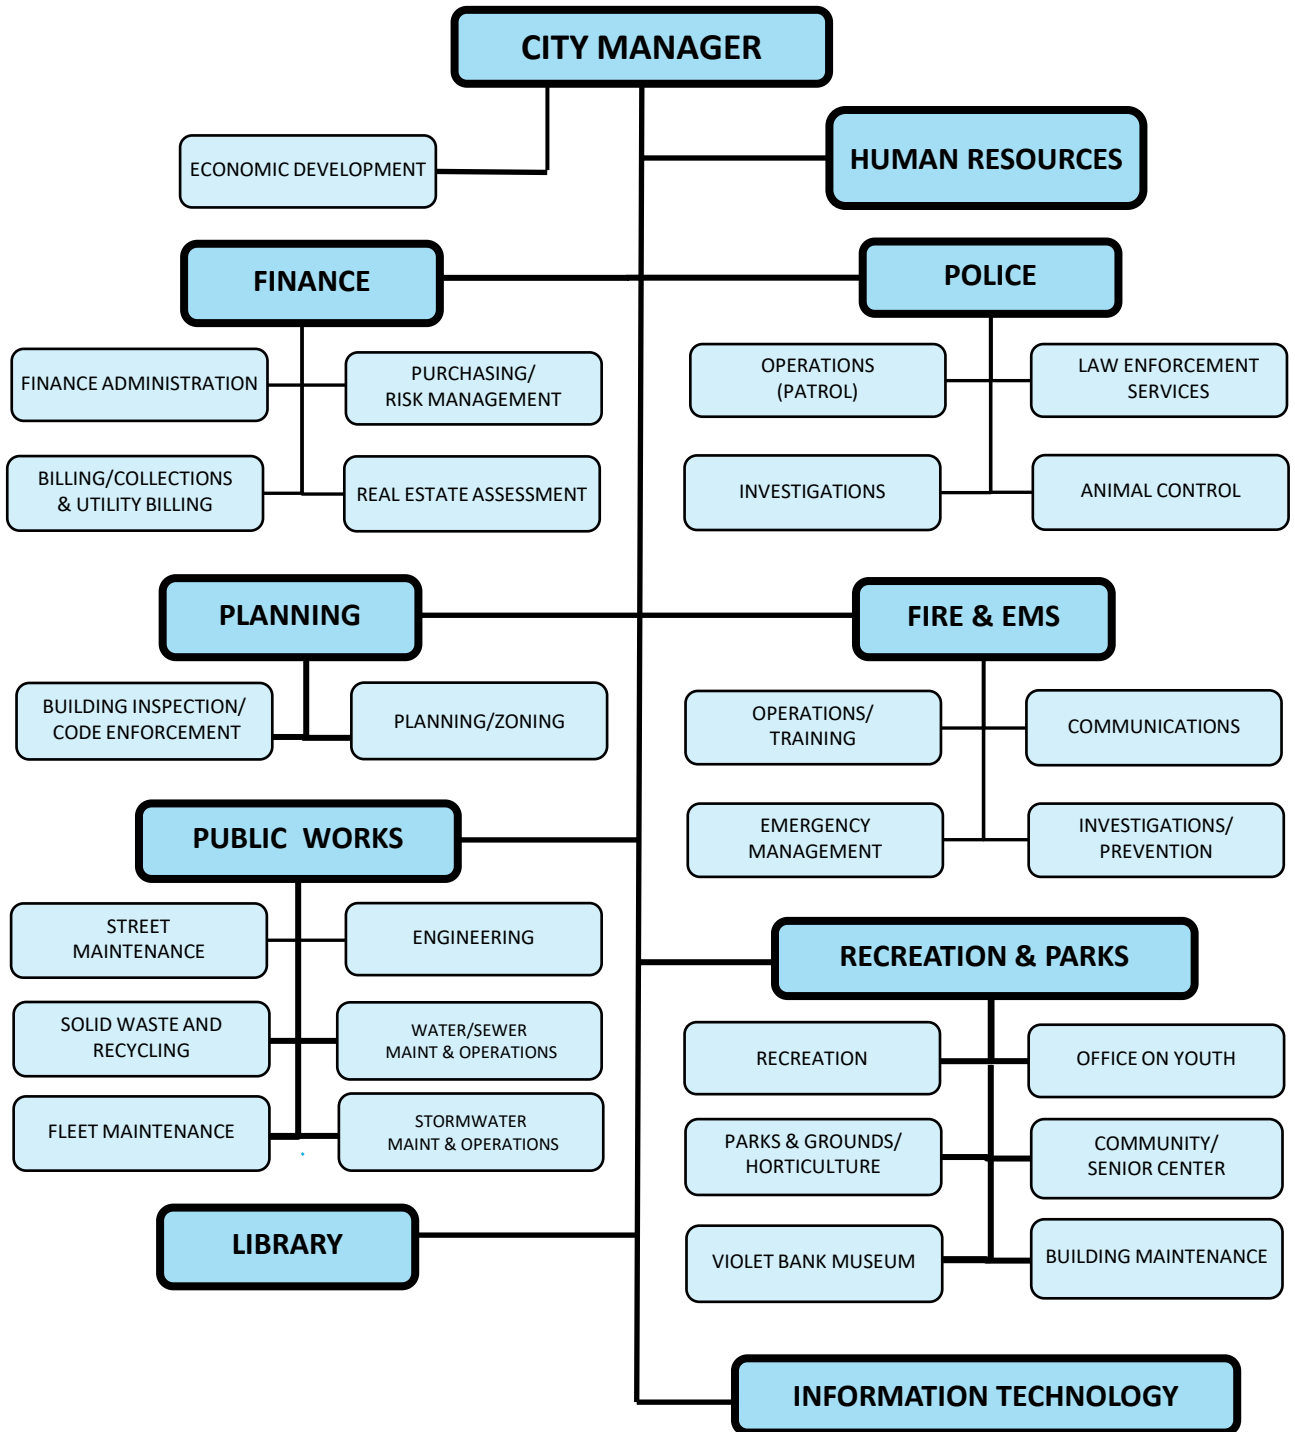 CITY MANAGER
ECONOMIC DEVELOPMENT
HUMAN RESOURCES
FINANCE
POLICE
FINANCE ADMINISTRATION
PURCHASING/
RISK MANAGEMENT
OPERATIONS
(PATROL)
LAW ENFORCEMENT
SERVICES
BILLING/COLLECTIONS
& UTILITY BILLING
REAL ESTATE ASSESSMENT
INVESTIGATIONS
ANIMAL CONTROL
PLANNING
FIRE & EMS
BUILDING INSPECTION/
CODE ENFORCEMENT
PLANNING/ZONING
OPERATIONS/
TRAINING
COMMUNICATIONS
EMERGENCY
MANAGEMENT
INVESTIGATIONS/
PREVENTION
PUBLIC WORKS
STREET
MAINTENANCE
ENGINEERING
RECREATION & PARKS
SOLID WASTE AND
RECYCLING
WATER/SEWER
MAINT & OPERATIONS
RECREATION
OFFICE ON YOUTH
FLEET MAINTENANCE
STORMWATER
MAINT & OPERATIONS
PARKS & GROUNDS/
HORTICULTURE
COMMUNITY/
SENIOR CENTER
LIBRARY
VIOLET BANK MUSEUM
BUILDING MAINTENANCE
INFORMATION TECHNOLOGY